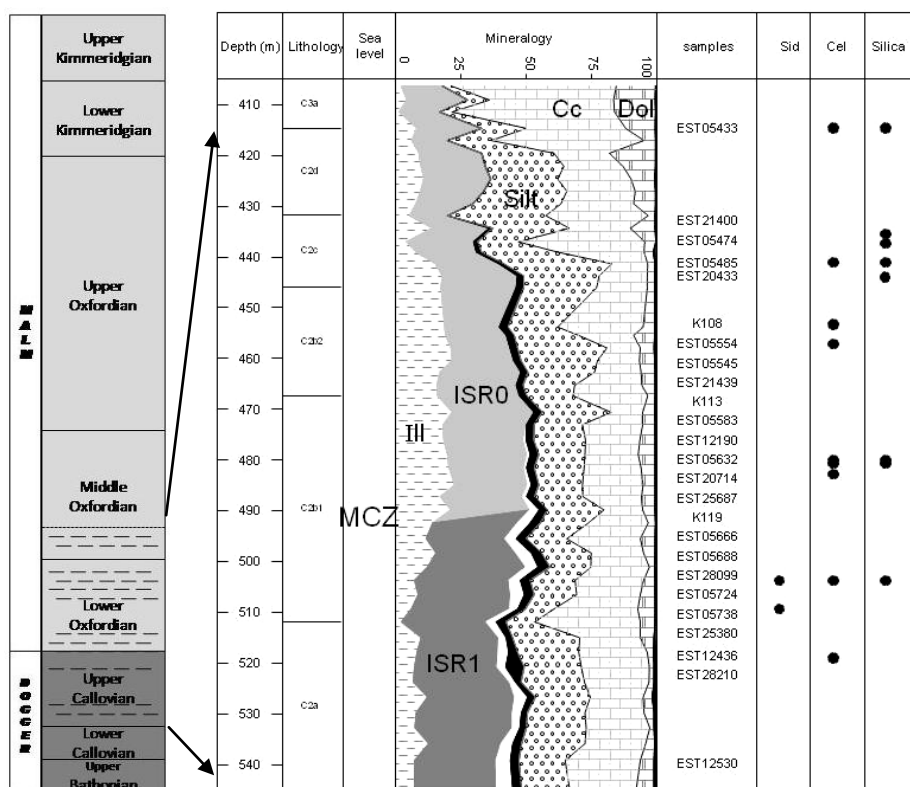 Depth (m) Lithology Sea level Mineralogy samples Sid Cel Silica
0 25 50 75 100
MALM
DOGGER
Upper
Kimmeridgian
Lower
Kimmeridgian
Upper
Oxfordian
Middle
Oxfordian
Lower
Oxfordian
Upper
Callovian
Lower
Callovian
Upper
Bathonian
410
420
430
440
450
460
470
480
490
500
510
520
530
540
C3a
C2d
C2c
C2b2
C2b1
C2a
MCZ
Cc
Dol
Silt
ISR0
Ill
ISR1
EST05433
EST21400
EST05474
EST05485
EST20433
K108
EST05554
EST05545
EST21439
K113
EST05583
EST12190
EST05632
EST20714
EST25687
K119
EST05666
EST05688
EST28099
EST05724
EST05738
EST25380
EST12436
EST28210
EST12530